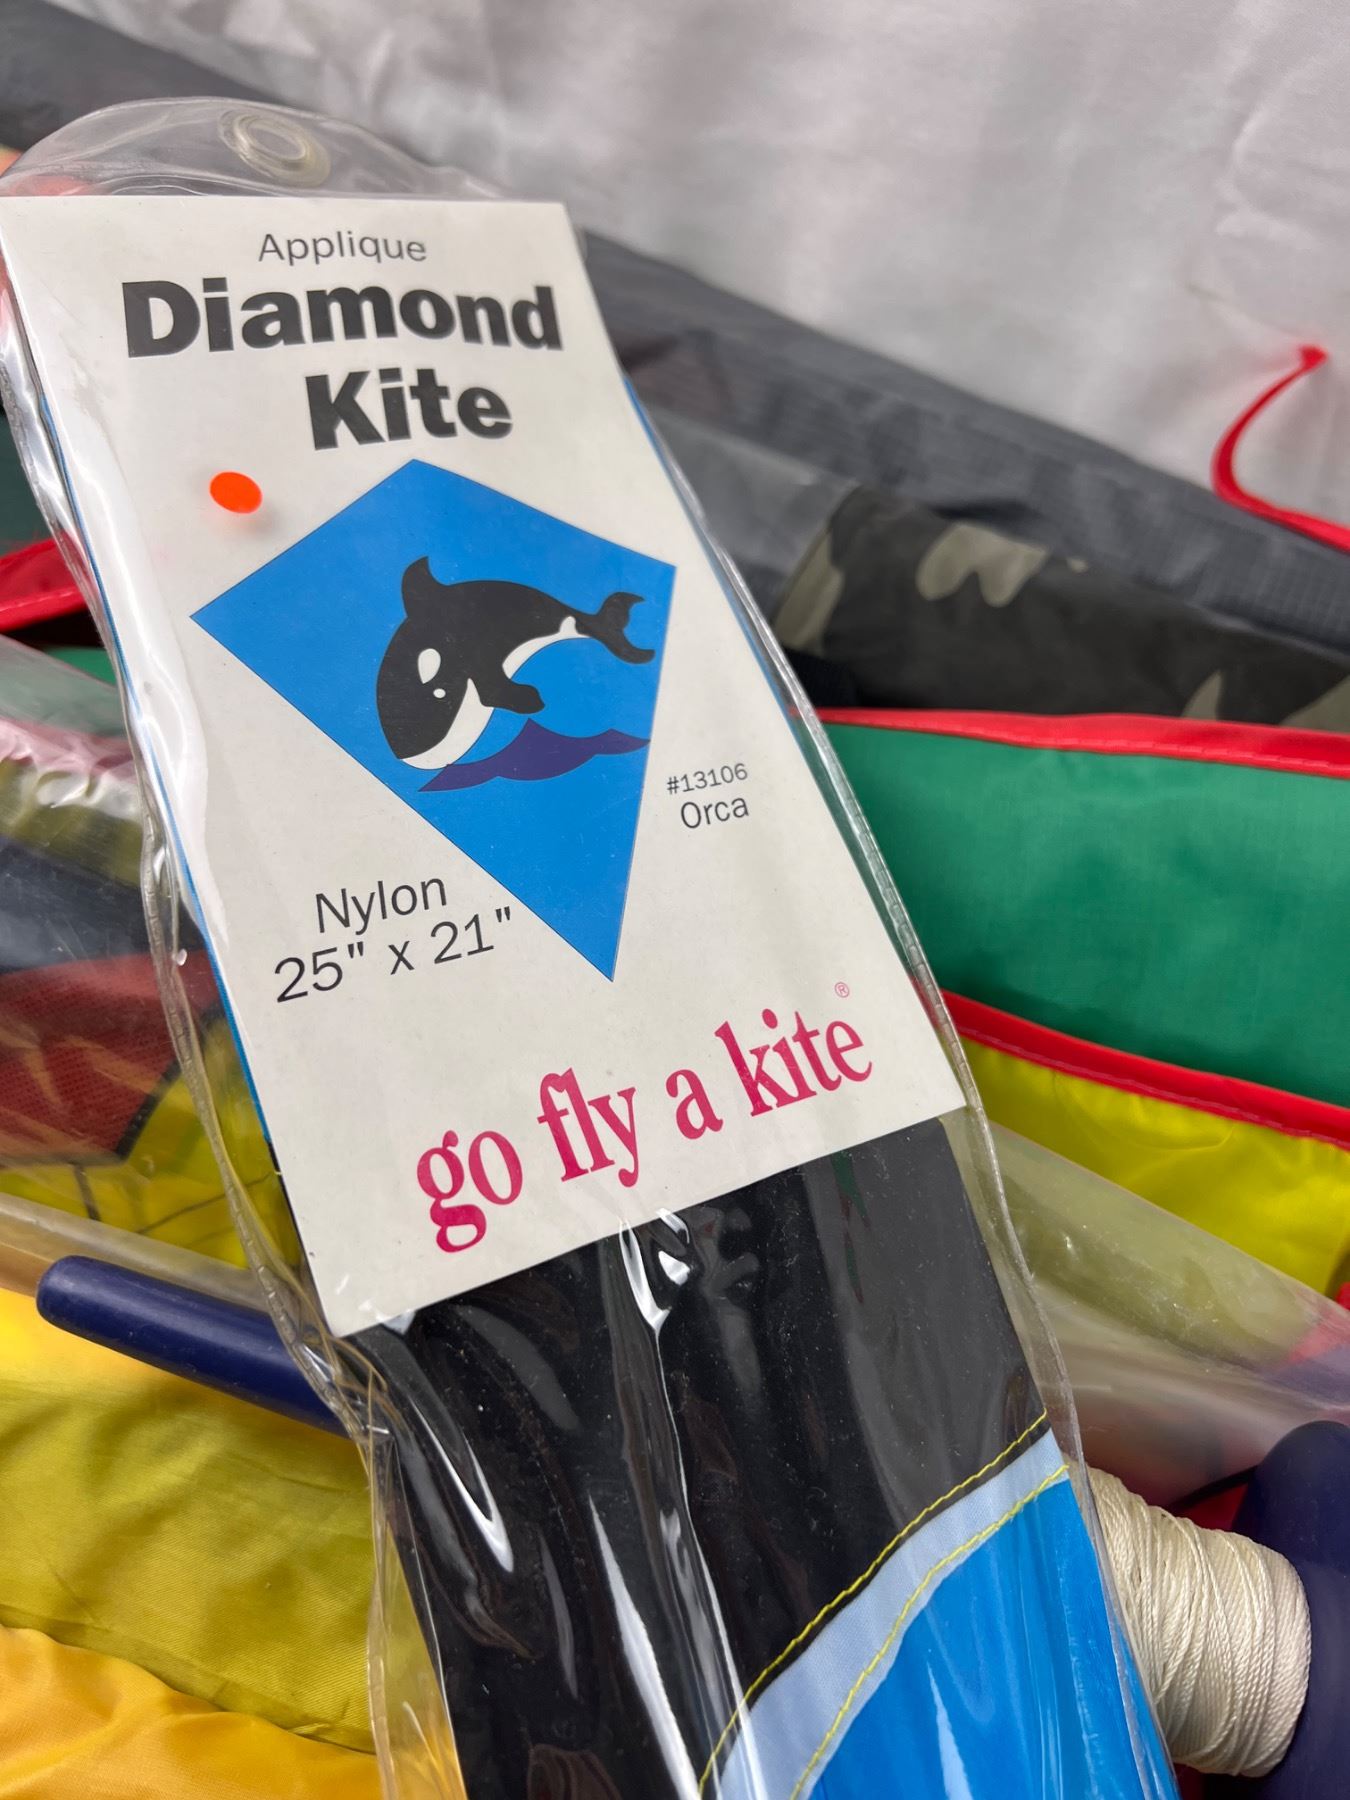 Applique
Diamond
Kite
#13106
Orca
Nylon
25" x 21"
go fly a kite®